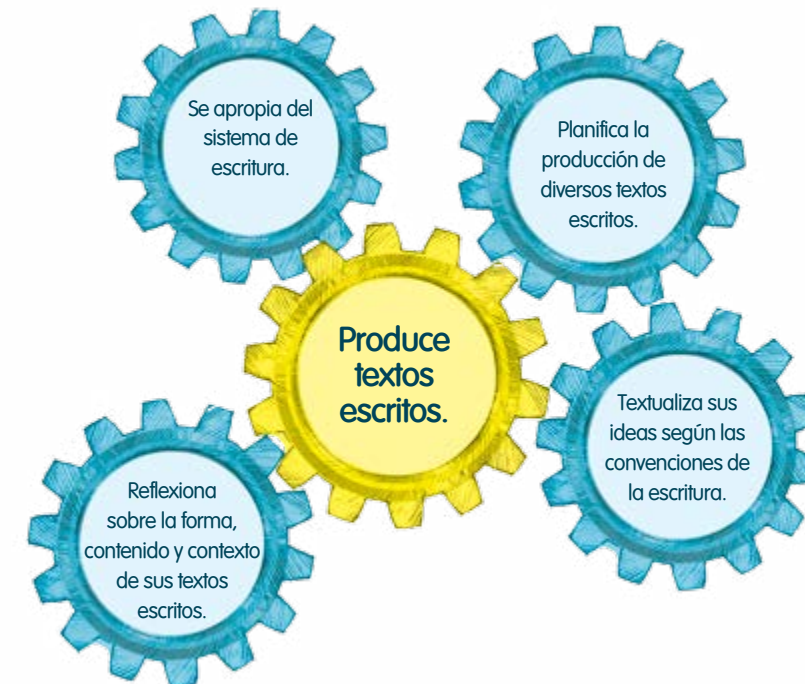 Se apropia del
sistema de
escritura.
Planifica la
producción de
diversos textos
escritos.
Produce
textos
escritos.
Textualiza sus
ideas según las
convenciones de
la escritura.
Reflexiona
sobre la forma,
contenido y contexto
de sus textos
escritos.